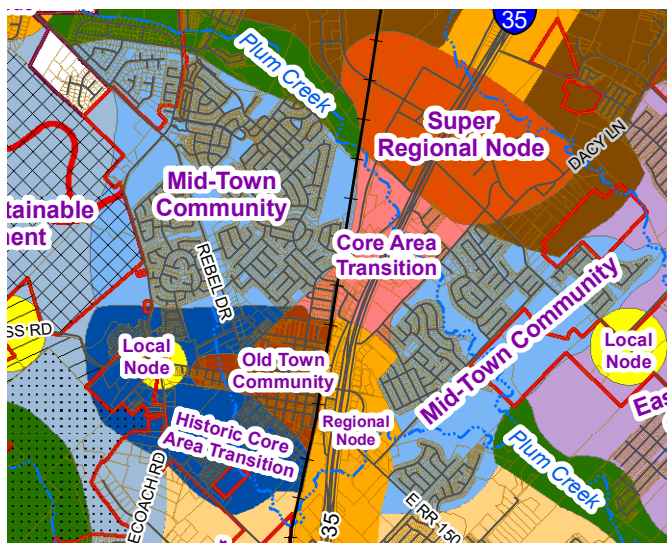 35
Plum Creek
Super
Regional Node
DACY LN
Mid-Town
Community
tainable
ment
Core Area
Transition
REBEL DR
Mid-Town Community
SS RD
Local
Node
Old Town
Community
Local
Node
Eas
Regional
Node
Historic Core
Area Transition
Plum Creek
ECOACH RD
35
E RR 150